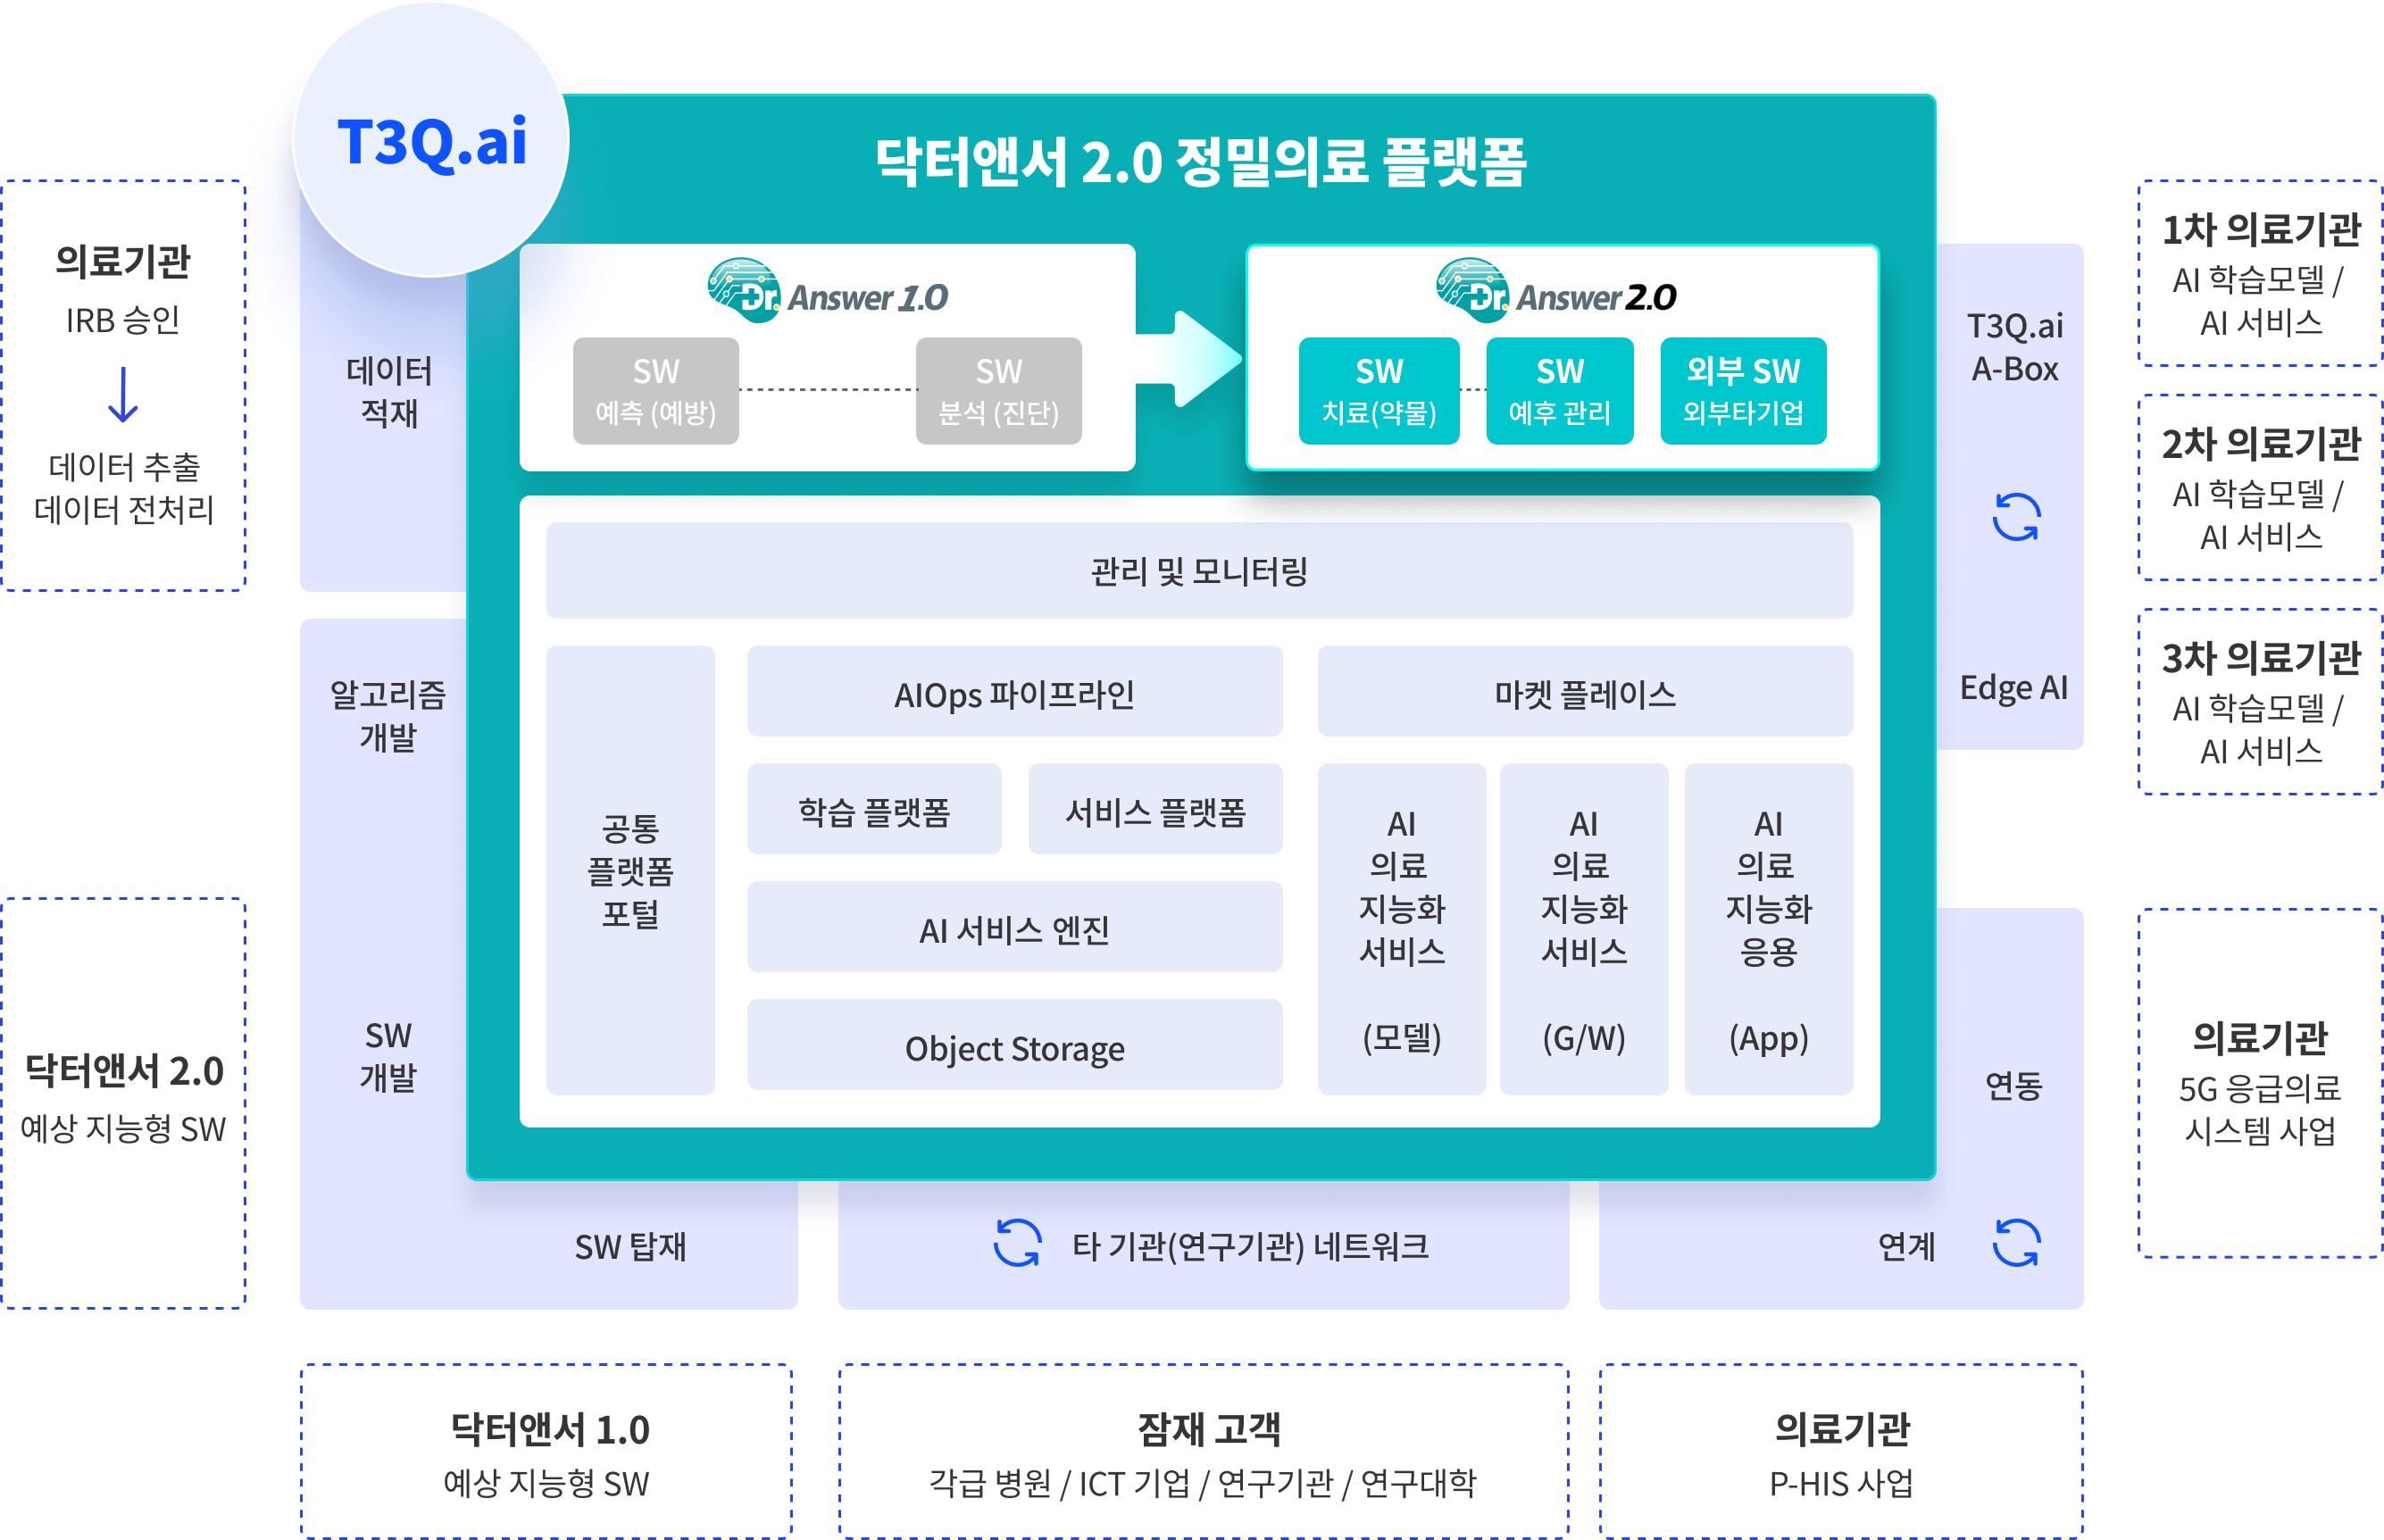 T3Q.ai
닥터앤서 2.0 정밀의료 플랫폼
의료기관
IRB 승인
데이터 추출
데이터 전처리
데이터
적재
Dr. Answer 1.0
SW
예측 (예방)
SW
분석 (진단)
Dr. Answer 2.0
SW
치료(약물)
SW
예후 관리
외부 SW
외부타기업
T3Q.ai
A-Box
Edge AI
1차 의료기관
AI 학습모델 /
AI 서비스
2차 의료기관
AI 학습모델 /
AI 서비스
3차 의료기관
AI 학습모델 /
AI 서비스
관리 및 모니터링
알고리즘
개발
SW
개발
공통
플랫폼
포털
AIOps 파이프라인
학습 플랫폼
서비스 플랫폼
AI 서비스 엔진
Object Storage
마켓 플레이스
AI
의료
지능화
서비스
(모델)
AI
의료
지능화
서비스
(G/W)
AI
의료
지능화
응용
(App)
닥터앤서 2.0
예상 지능형 SW
연동
의료기관
5G 응급의료
시스템 사업
SW 탑재
타 기관(연구기관) 네트워크
연계
닥터앤서 1.0
예상 지능형 SW
잠재 고객
각급 병원 / ICT 기업 / 연구기관 / 연구대학
의료기관
P-HIS 사업